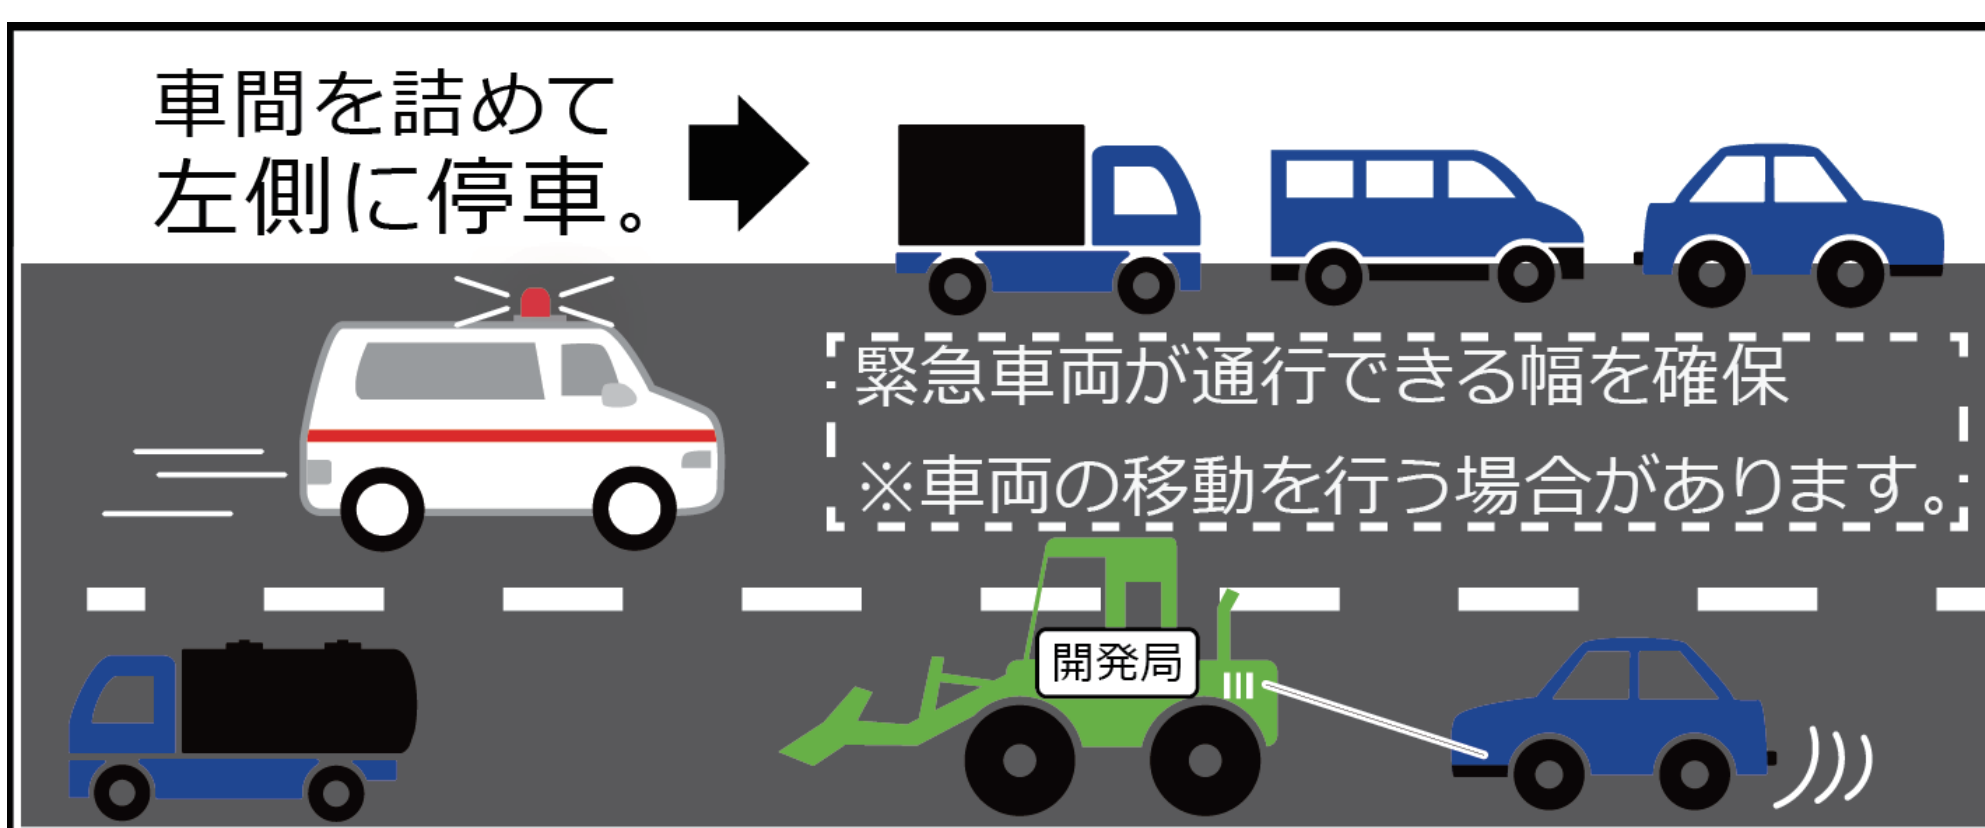 車間を詰めて
左側に停車。
緊急車両が通行できる幅を確保
※車両の移動を行う場合があります。
開発局